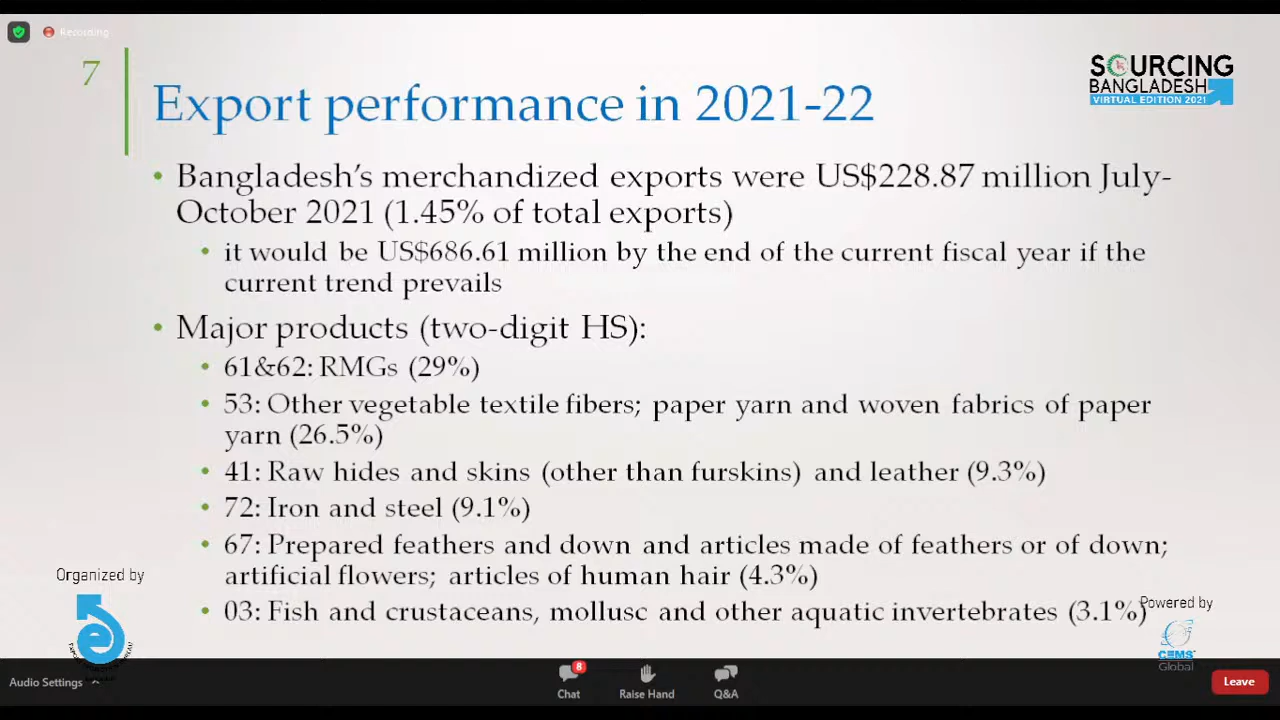 Recording
7
SOURCING
BANGLADESH
VIRTUAL EDITION 2021
Export performance in 2021-22
• Bangladesh's merchandized exports were US$228.87 million July-
October 2021 (1.45% of total exports)
• it would be US$686.61 million by the end of the current fiscal year if the
current trend prevails
• Major products (two-digit HS):
• 61&62: RMGs (29%)
• 53: Other vegetable textile fibers; paper yarn and woven fabrics of paper
yarn (26.5%)
• 41: Raw hides and skins (other than furskins) and leather (9.3%)
• 72: Iron and steel (9.1%)
• 67: Prepared feathers and down and articles made of feathers or of down;
artificial flowers; articles of human hair (4.3%)
• 03: Fish and crustaceans, mollusc and other aquatic invertebrates (3.1%)
Organized by
Powered by
CEMS
Global
Audio Settings
8
Chat
Raise Hand
Q&A
Leave